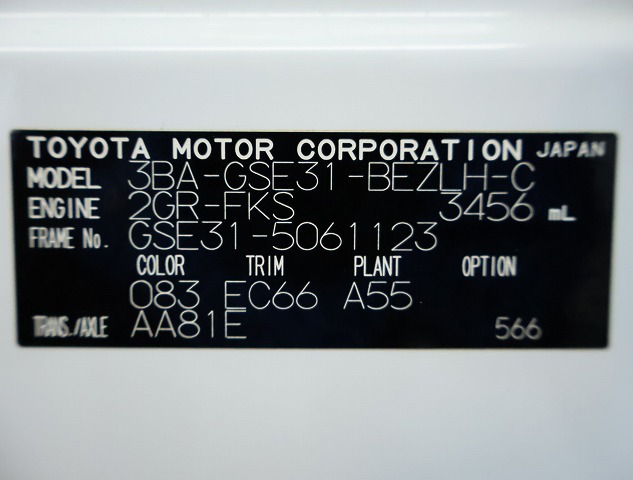 TOYOTA MOTOR CORPORATION JAPAN
MODEL 3BA-GSE31-BEZLH-C
ENGINE 2GR-FKS 3456 mL
FRAME No. GSE31-5061123
COLOR TRIM PLANT OPTION
083 EC66 A55
TRANS./AXLE AA81E 566